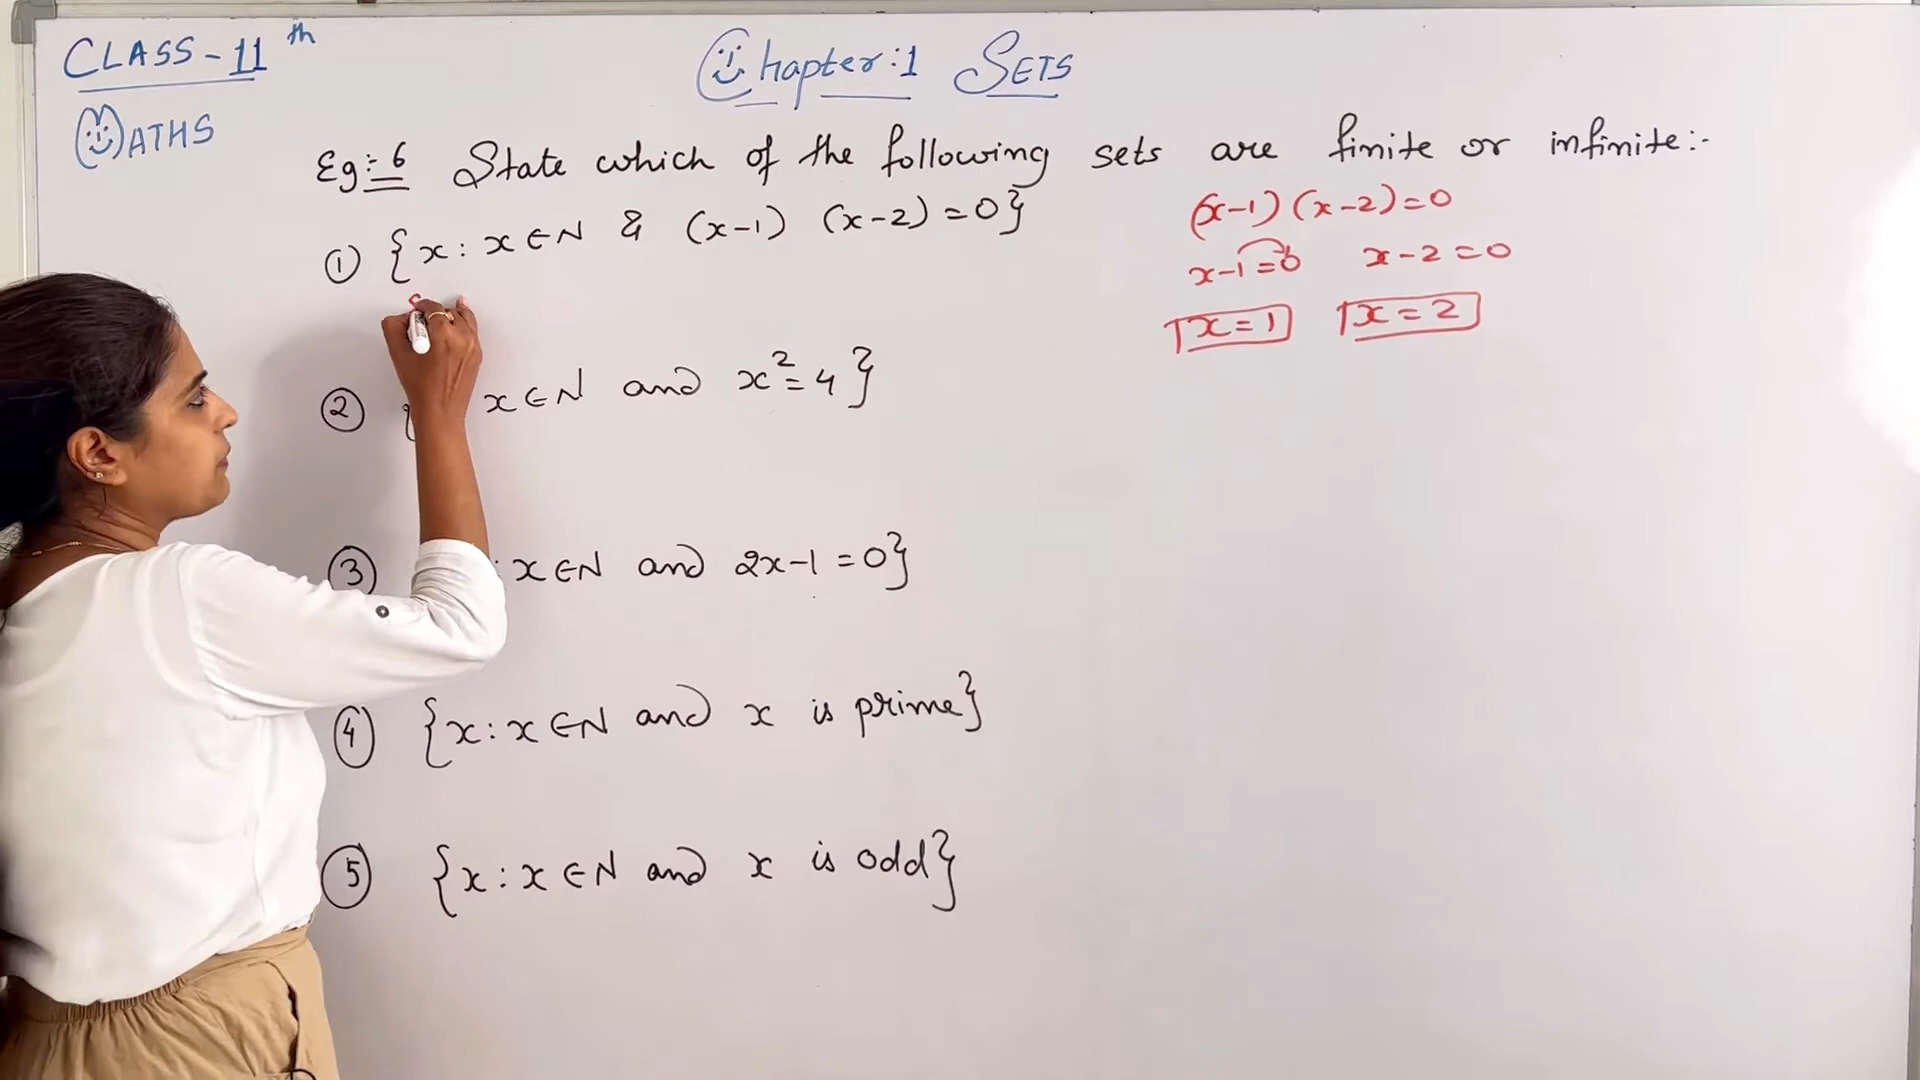 CLASS-11th
MATHS
Chapter:1 SETS
Eg:-6 State which of the following sets are finite or infinite:-
① {x : x ∈ N & (x-1) (x-2) = 0}
② { x ∈ N and x² = 4}
③ : x ∈ N and 2x-1 = 0}
④ {x : x ∈ N and x is prime}
⑤ {x : x ∈ N and x is odd}
(x-1) (x-2) = 0
x-1 = 0 x-2 = 0
x = 1 x = 2